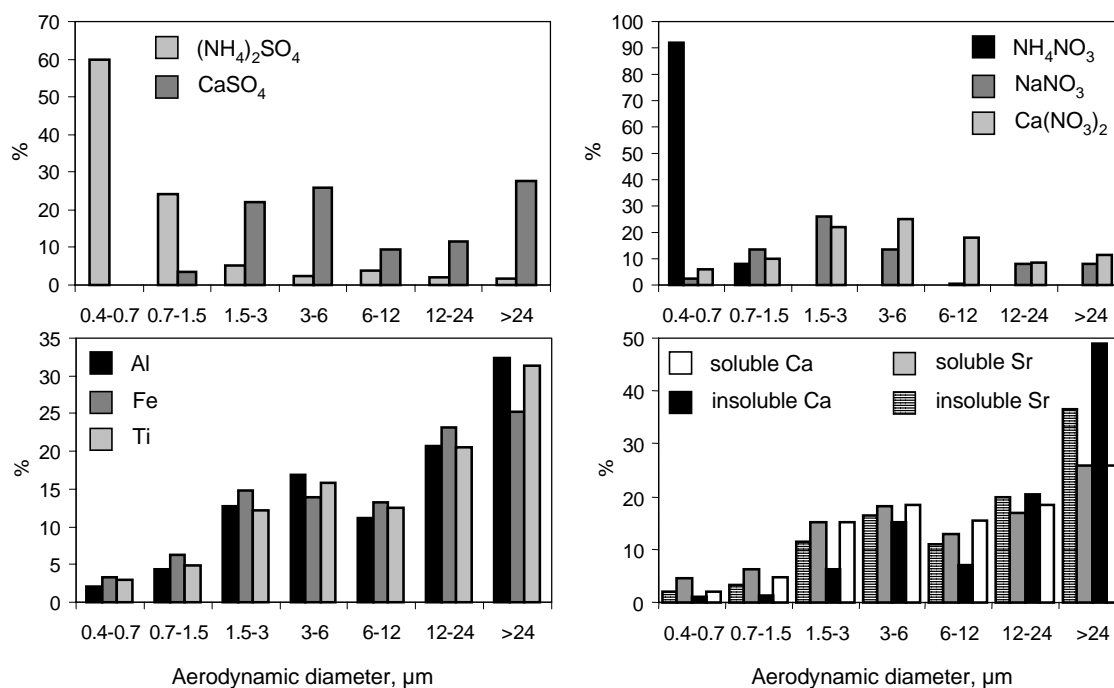 70
60
50
40
30
20
10
0
%
(NH₄)₂SO₄
CaSO₄
0.4-0.7 0.7-1.5 1.5-3 3-6 6-12 12-24 >24
100
90
80
70
60
50
40
30
20
10
0
%
NH₄NO₃
NaNO₃
Ca(NO₃)₂
0.4-0.7 0.7-1.5 1.5-3 3-6 6-12 12-24 >24
35
30
25
20
15
10
5
0
%
Al
Fe
Ti
0.4-0.7 0.7-1.5 1.5-3 3-6 6-12 12-24 >24
Aerodynamic diameter, µm
50
40
30
20
10
0
%
soluble Ca soluble Sr
insoluble Ca insoluble Sr
0.4-0.7 0.7-1.5 1.5-3 3-6 6-12 12-24 >24
Aerodynamic diameter, µm